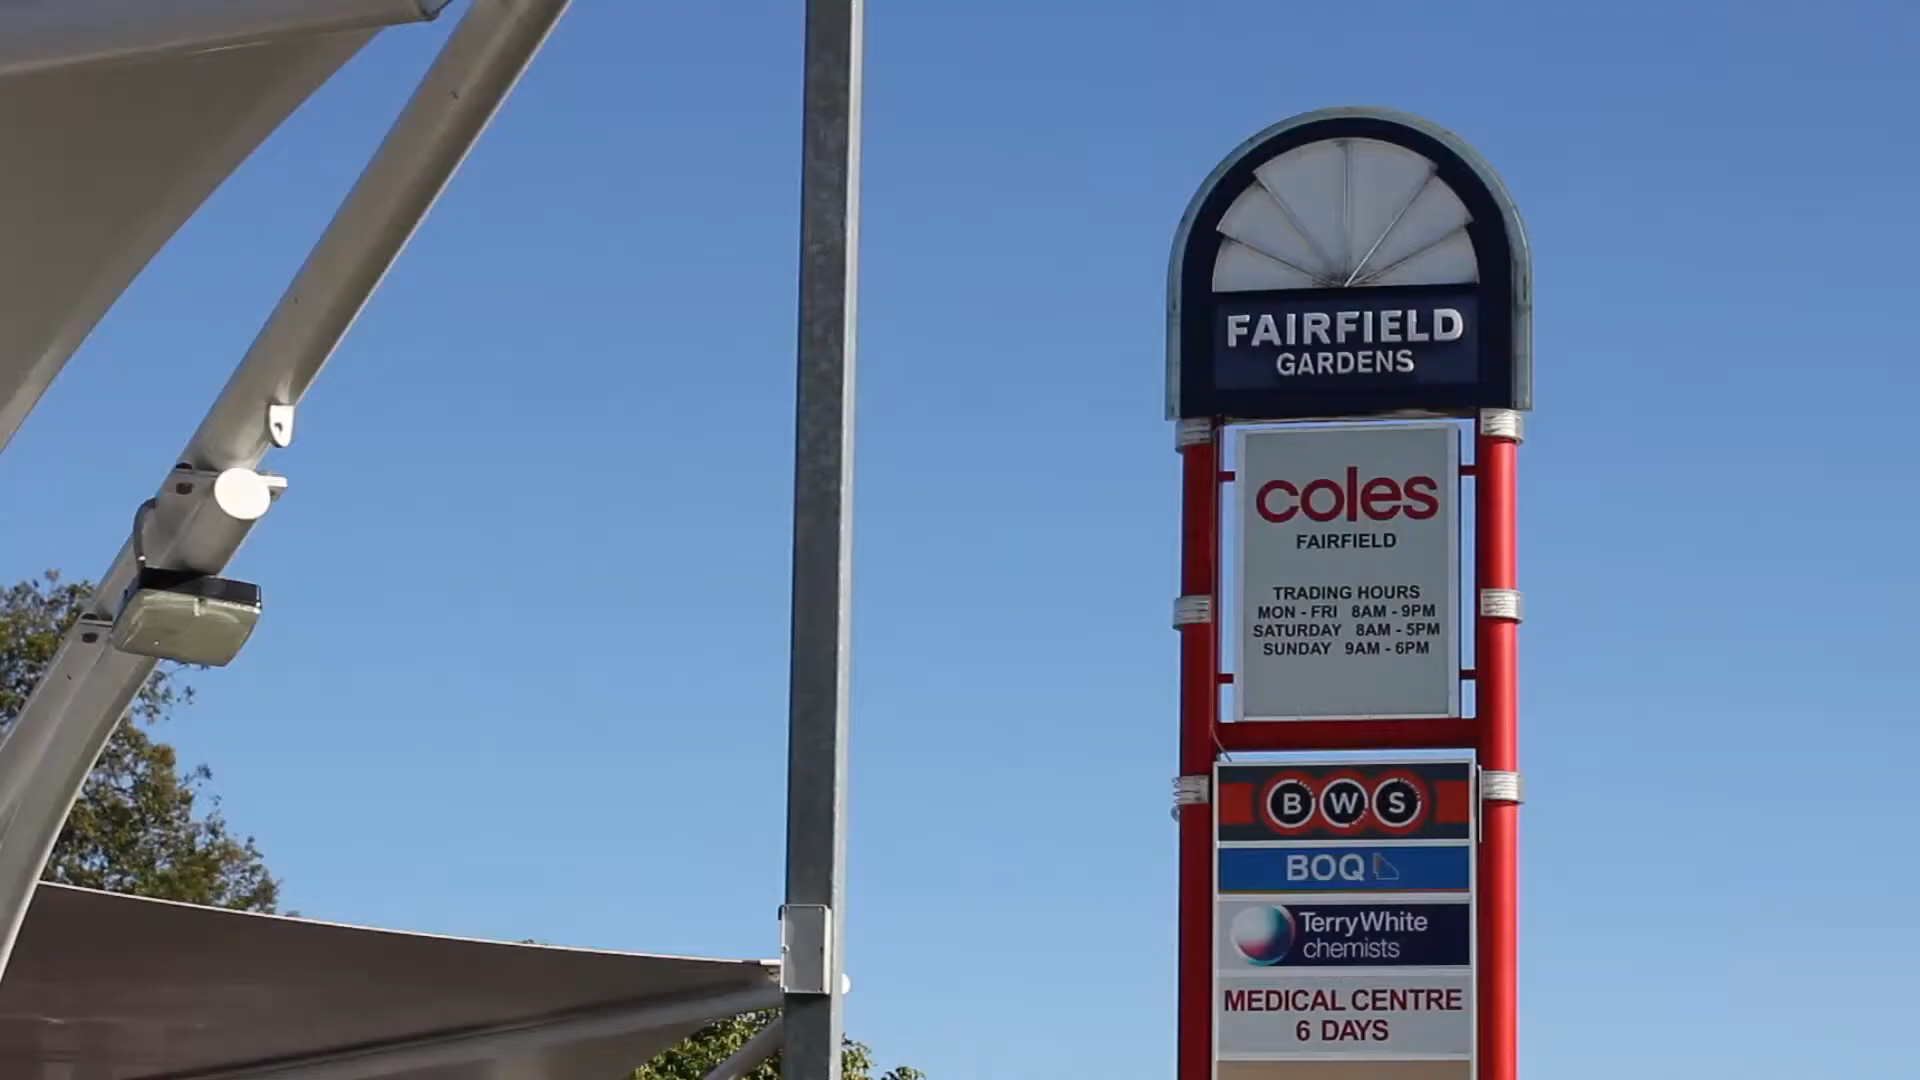 FAIRFIELD
GARDENS
coles
FAIRFIELD
TRADING HOURS
MON - FRI 8AM - 9PM
SATURDAY 8AM - 5PM
SUNDAY 9AM - 6PM
BWS
BOQ
TerryWhite
chemists
MEDICAL CENTRE
6 DAYS